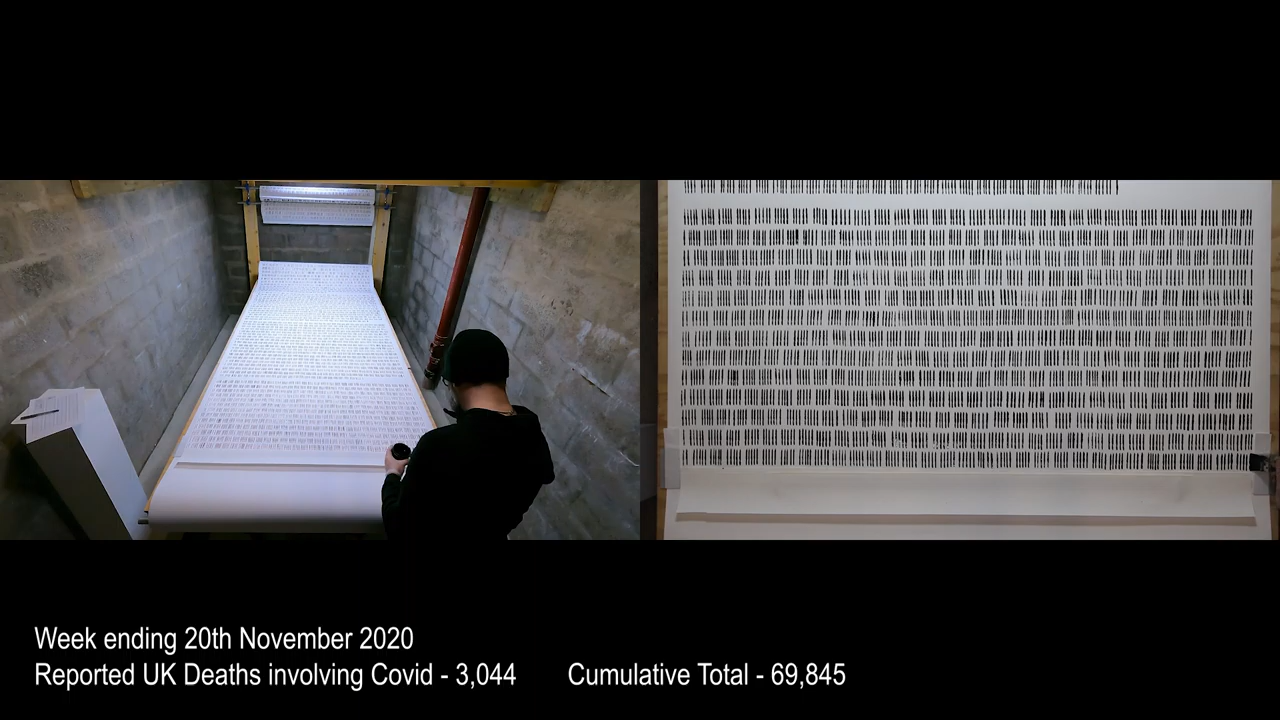 Week ending 20th November 2020
Reported UK Deaths involving Covid - 3,044 Cumulative Total - 69,845